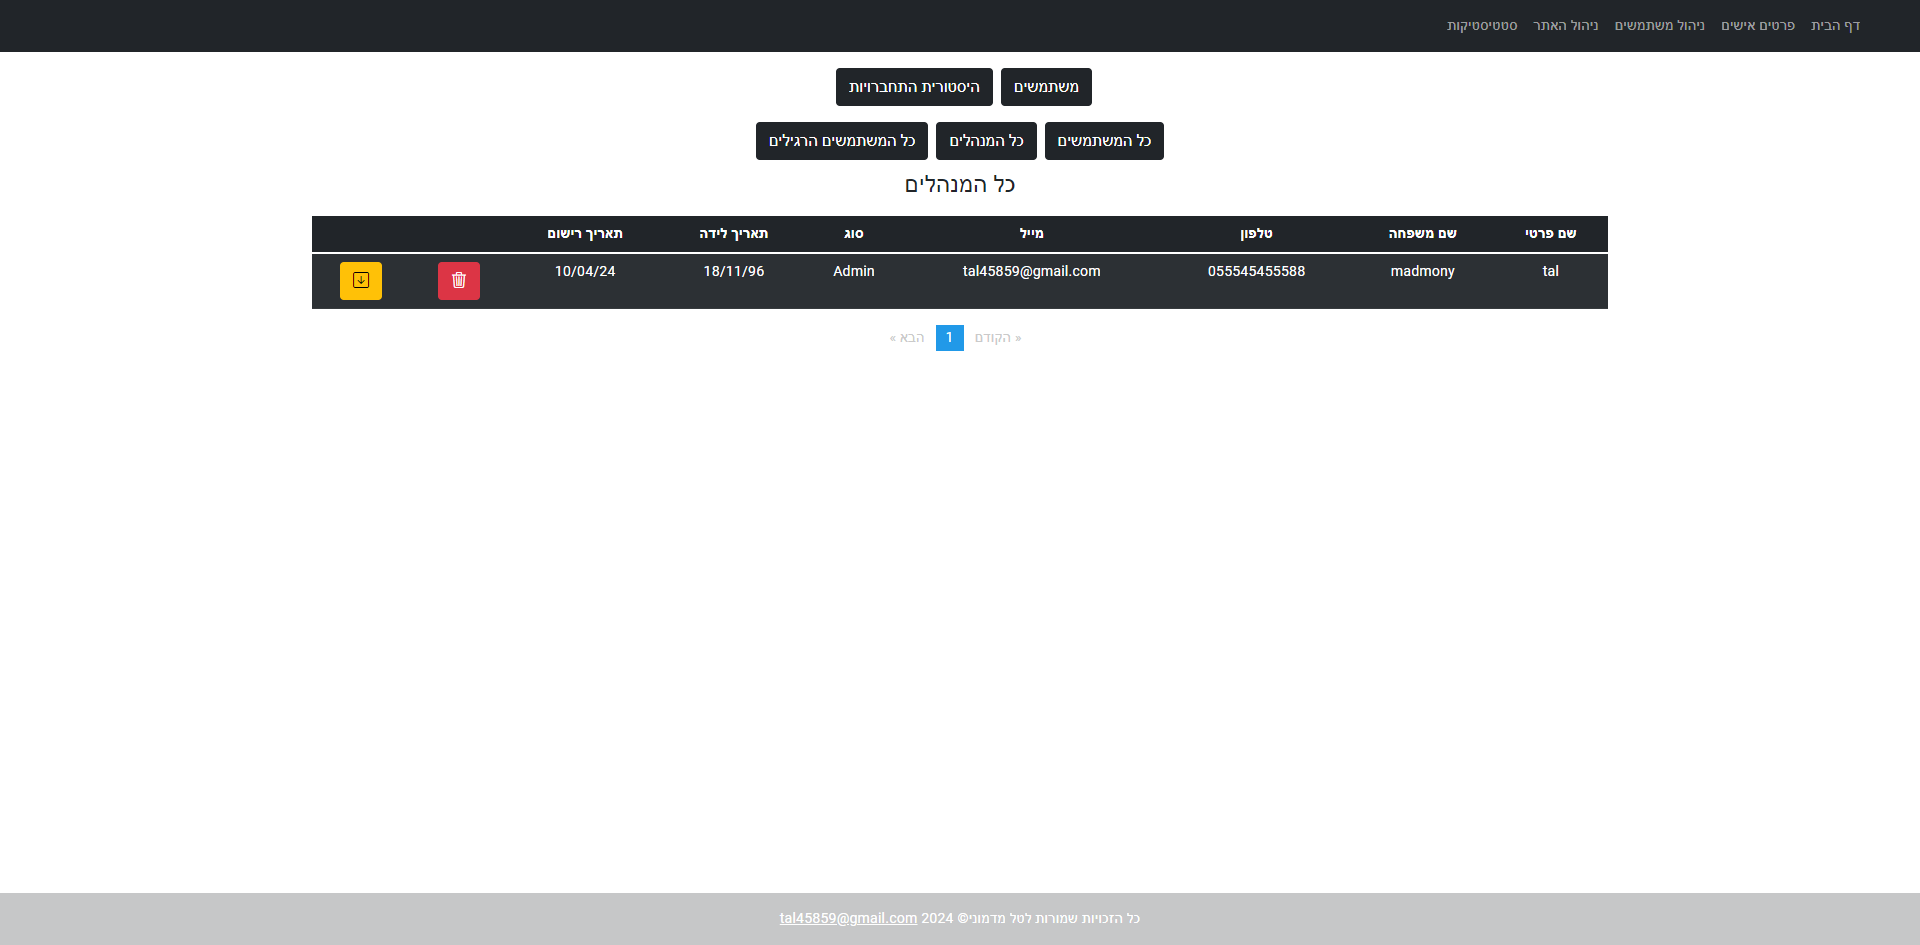 דף הבית פרטים אישים ניהול משתמשים ניהול האתר סטטיסטיקות
משתמשים היסטורית התחברויות
כל המשתמשים כל המנהלים כל המשתמשים הרגילים
כל המנהלים
שם פרטי שם משפחה טלפון מייל סוג תאריך לידה תאריך רישום
tal madmony 055545455588 tal45859@gmail.com Admin 18/11/96 10/04/24
« הקודם 1 הבא »
כל הזכויות שמורות לטל מדמוני© 2024 tal45859@gmail.com